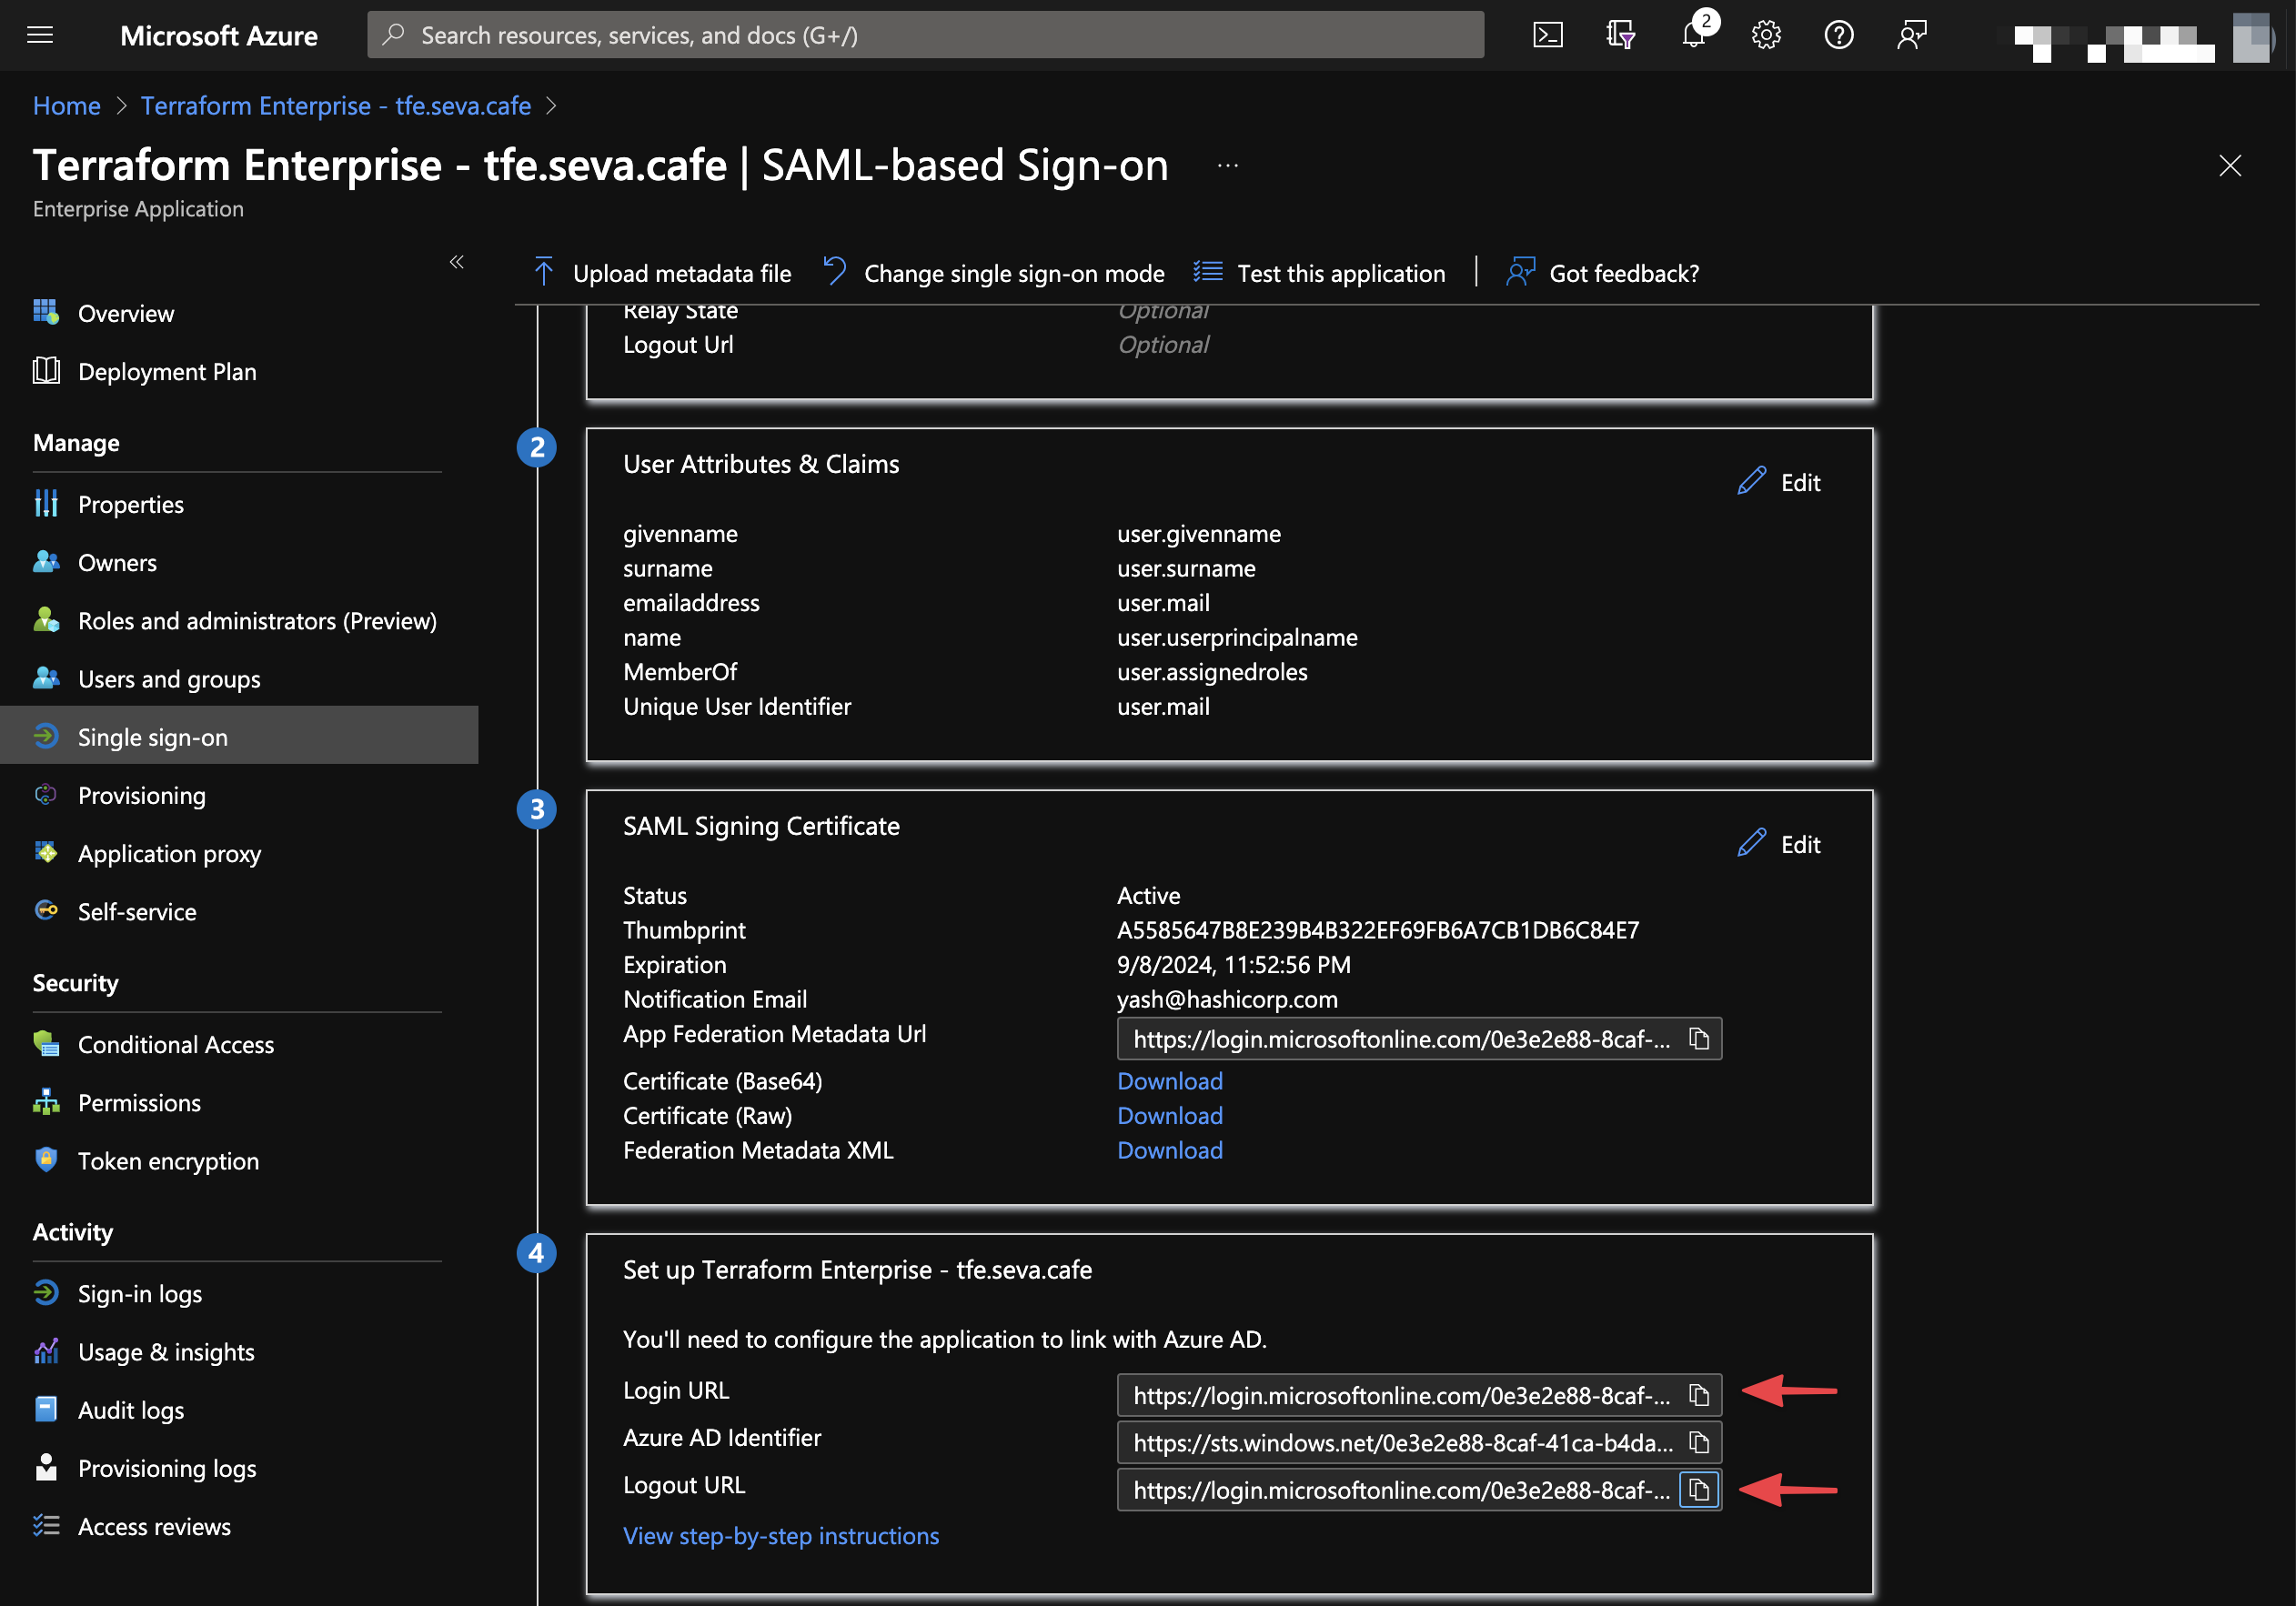 Microsoft Azure
Search resources, services, and docs (G+/)
2
Home > Terraform Enterprise - tfe.seva.cafe >
Terraform Enterprise - tfe.seva.cafe | SAML-based Sign-on ...
Enterprise Application
«
Upload metadata file
Change single sign-on mode
Test this application
Got feedback?
Overview
Deployment Plan
Manage
Properties
Owners
Roles and administrators (Preview)
Users and groups
Single sign-on
Provisioning
Application proxy
Self-service
Security
Conditional Access
Permissions
Token encryption
Activity
Sign-in logs
Usage & insights
Audit logs
Provisioning logs
Access reviews
Relay State Optional
Logout Url Optional
2
User Attributes & Claims
Edit
givenname user.givenname
surname user.surname
emailaddress user.mail
name user.userprincipalname
MemberOf user.assignedroles
Unique User Identifier user.mail
3
SAML Signing Certificate
Edit
Status Active
Thumbprint A5585647B8E239B4B322EF69FB6A7CB1DB6C84E7
Expiration 9/8/2024, 11:52:56 PM
Notification Email yash@hashicorp.com
App Federation Metadata Url https://login.microsoftonline.com/0e3e2e88-8caf-...
Certificate (Base64) Download
Certificate (Raw) Download
Federation Metadata XML Download
4
Set up Terraform Enterprise - tfe.seva.cafe
You'll need to configure the application to link with Azure AD.
Login URL https://login.microsoftonline.com/0e3e2e88-8caf-...
Azure AD Identifier https://sts.windows.net/0e3e2e88-8caf-41ca-b4da...
Logout URL https://login.microsoftonline.com/0e3e2e88-8caf-...
View step-by-step instructions